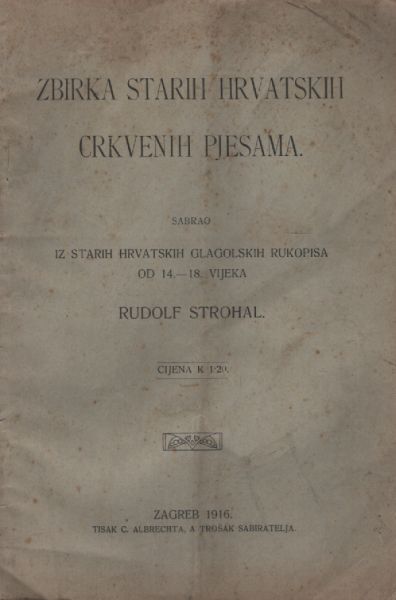 ZBIRKA STARIH HRVATSKIH
CRKVENIH PJESAMA.
SABRAO
IZ STARIH HRVATSKIH GLAGOLSKIH RUKOPISA
OD 14.—18. VIJEKA
RUDOLF STROHAL.
CIJENA K 1·20.
ZAGREB 1916.
TISAK C. ALBRECHTA, A TROŠAK SABIRATELJA.